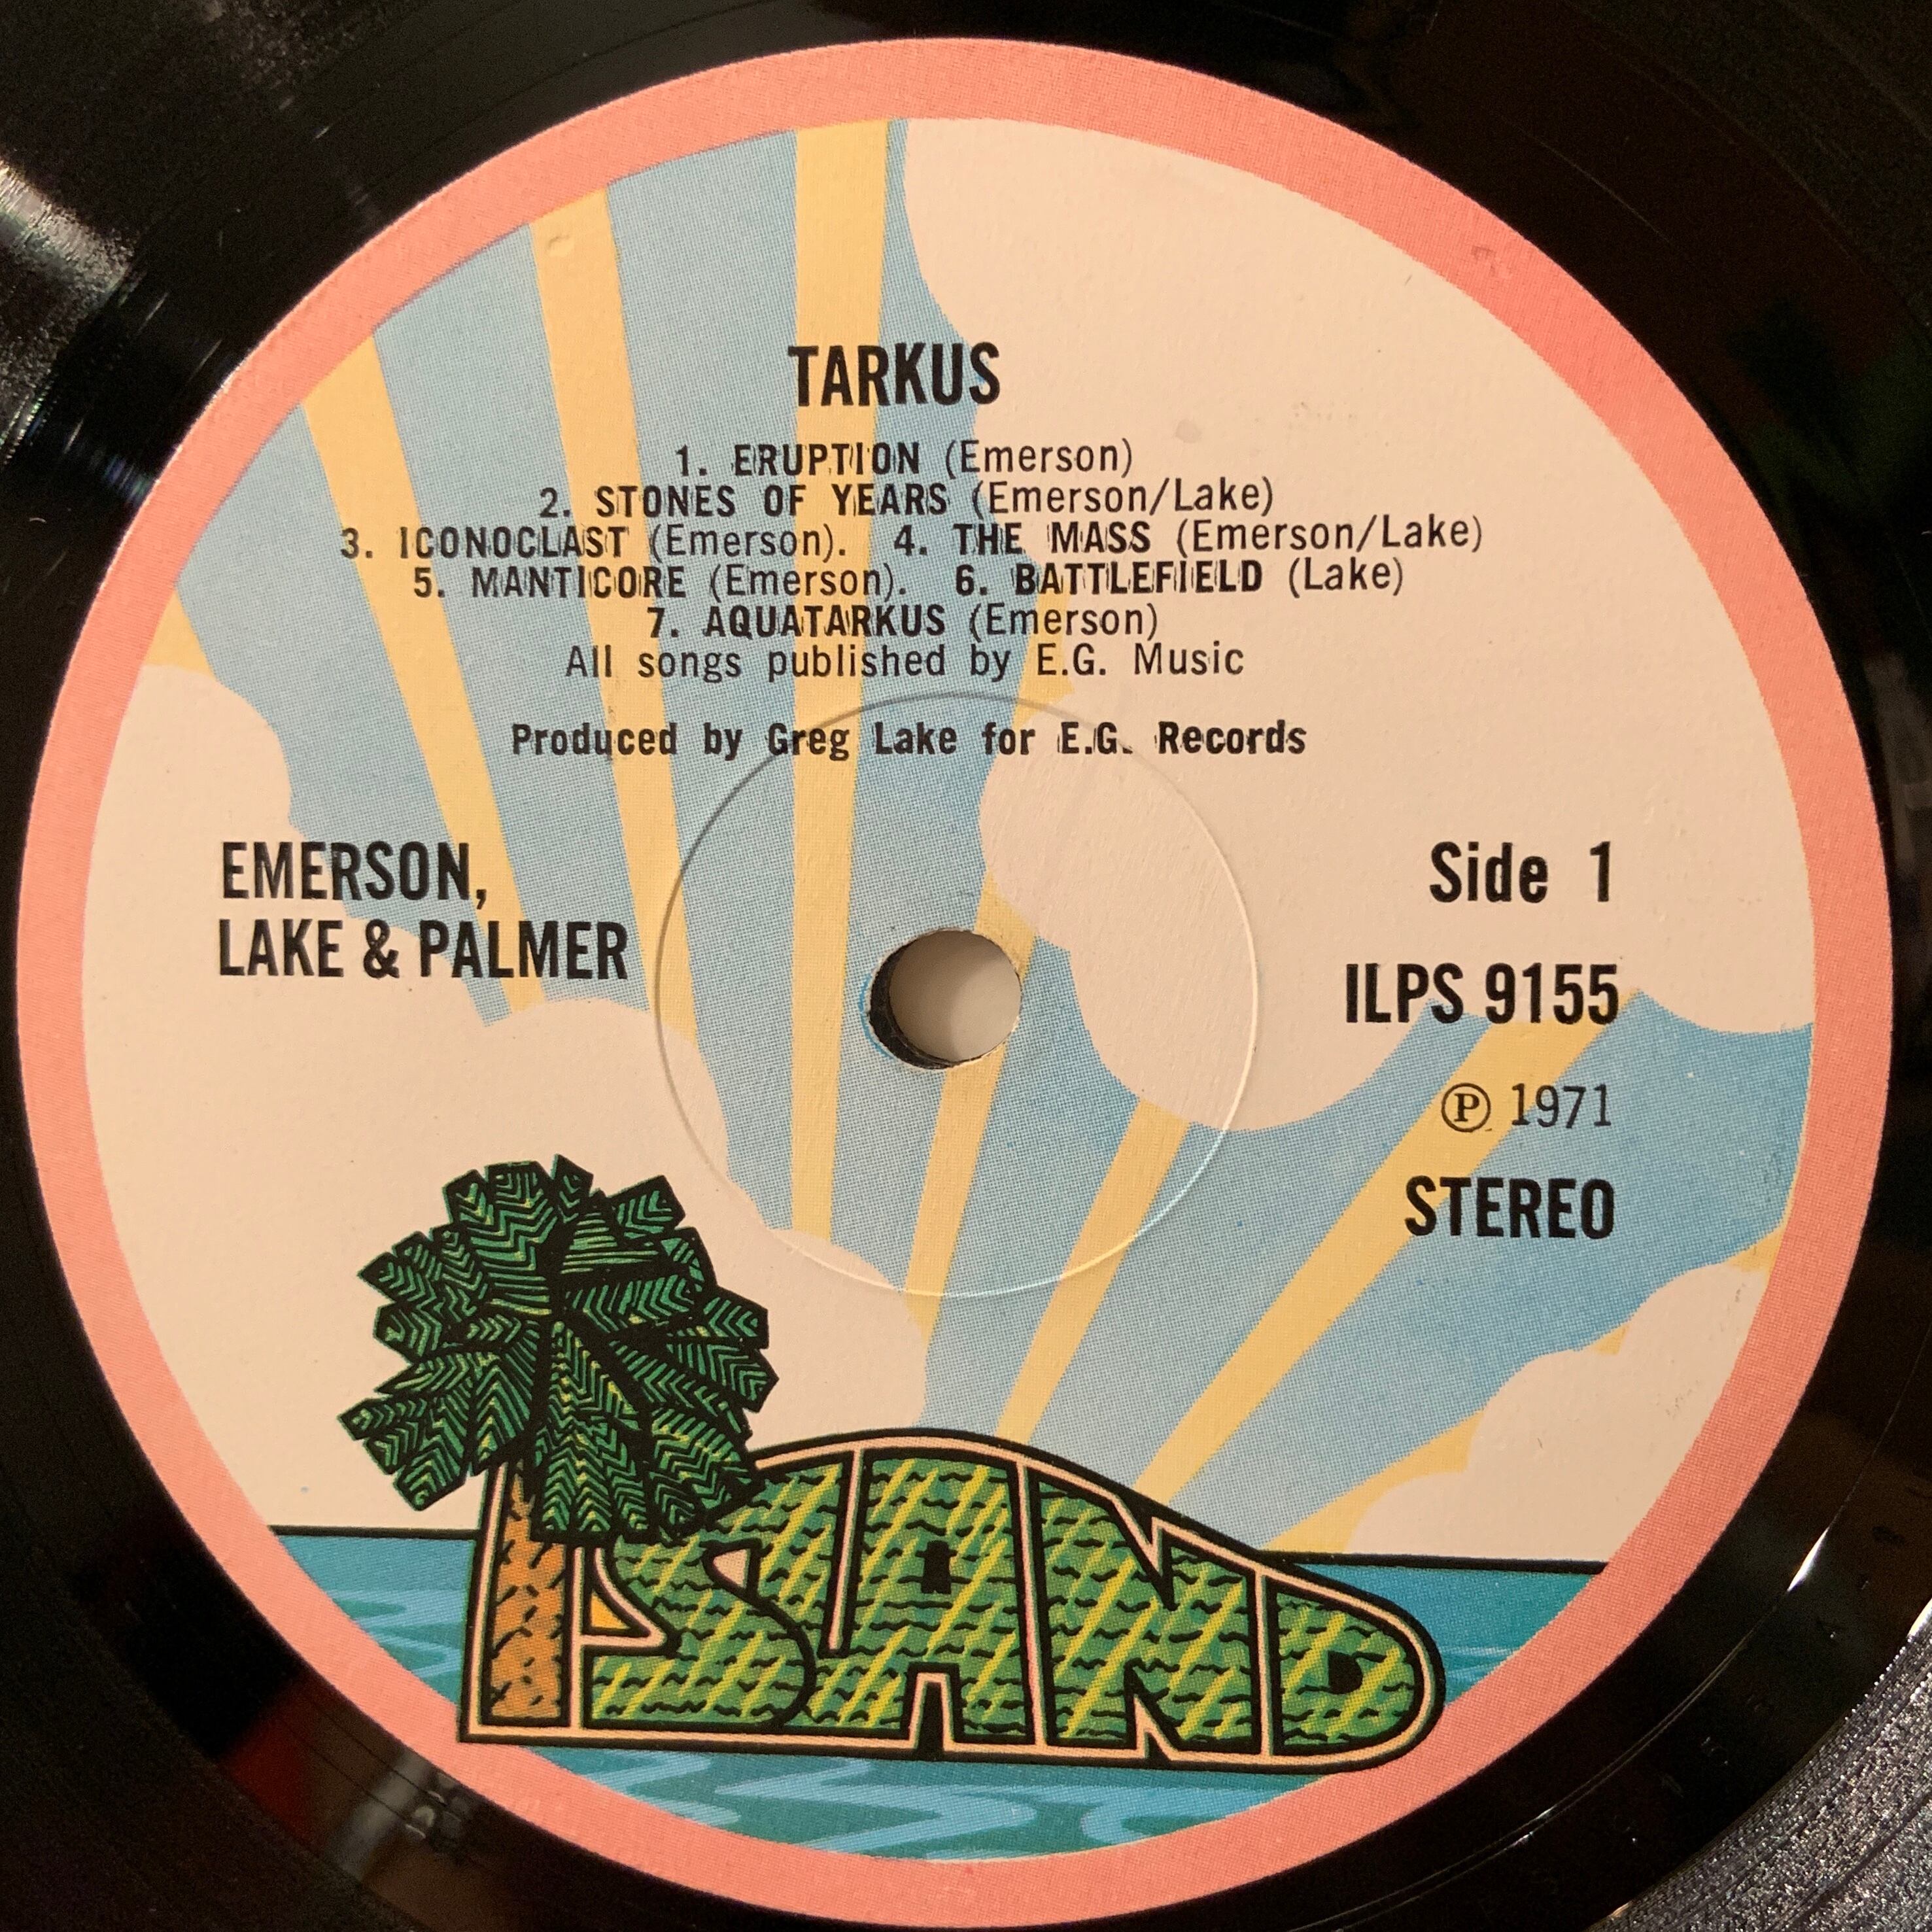 TARKUS
1. ERUPTION (Emerson)
2. STONES OF YEARS (Emerson/Lake)
3. ICONOCLAST (Emerson). 4. THE MASS (Emerson/Lake)
5. MANTICORE (Emerson). 6. BATTLEFIELD (Lake)
7. AQUATARKUS (Emerson)
All songs published by E.G. Music
Produced by Greg Lake for E.G. Records
EMERSON,
LAKE & PALMER
Side 1
ILPS 9155
℗ 1971
STEREO
ISLAND